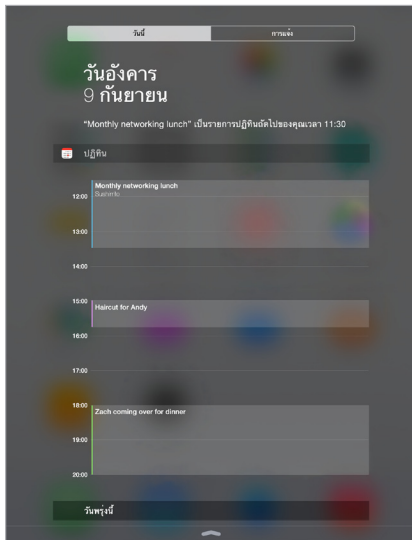 วันนี้
การแจ้ง
วันอังคาร
9 กันยายน
“Monthly networking lunch” เป็นรายการปฏิทินถัดไปของคุณเวลา 11:30
ปฏิทิน
Monthly networking lunch
12:00
13:00
14:00
15:00
Haircut for Andy
16:00
17:00
18:00
Zach coming over for dinner
19:00
20:00
วันพรุ่งนี้